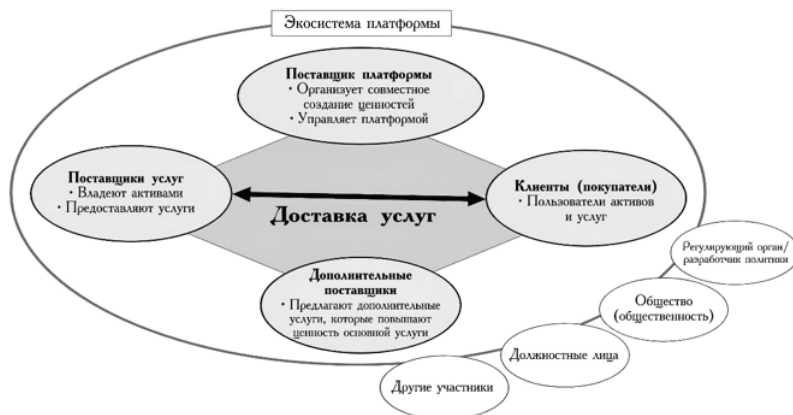 Экосистема платформы
Поставщик платформы
• Организует совместное
создание ценностей
• Управляет платформой
Поставщики услуг
• Владеют активами
• Предоставляют услуги
Клиенты (покупатели)
• Пользователи активов
и услуг
Доставка услуг
Дополнительные
поставщики
• Предлагают дополнительные
услуги, которые повышают
ценность основной услуги
Регулирующий орган/
разработчик политики
Общество
(общественность)
Должностные лица
Другие участники